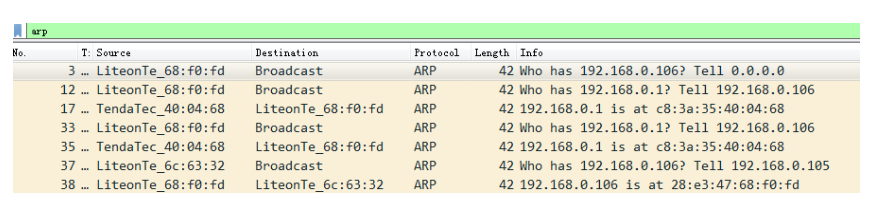 arp
No. T: Source Destination Protocol Length Info
3 … LiteonTe_68:f0:fd Broadcast ARP 42 Who has 192.168.0.106? Tell 0.0.0.0
12 … LiteonTe_68:f0:fd Broadcast ARP 42 Who has 192.168.0.1? Tell 192.168.0.106
17 … TendaTec_40:04:68 LiteonTe_68:f0:fd ARP 42 192.168.0.1 is at c8:3a:35:40:04:68
33 … LiteonTe_68:f0:fd Broadcast ARP 42 Who has 192.168.0.1? Tell 192.168.0.106
35 … TendaTec_40:04:68 LiteonTe_68:f0:fd ARP 42 192.168.0.1 is at c8:3a:35:40:04:68
37 … LiteonTe_6c:63:32 Broadcast ARP 42 Who has 192.168.0.106? Tell 192.168.0.105
38 … LiteonTe_68:f0:fd LiteonTe_6c:63:32 ARP 42 192.168.0.106 is at 28:e3:47:68:f0:fd